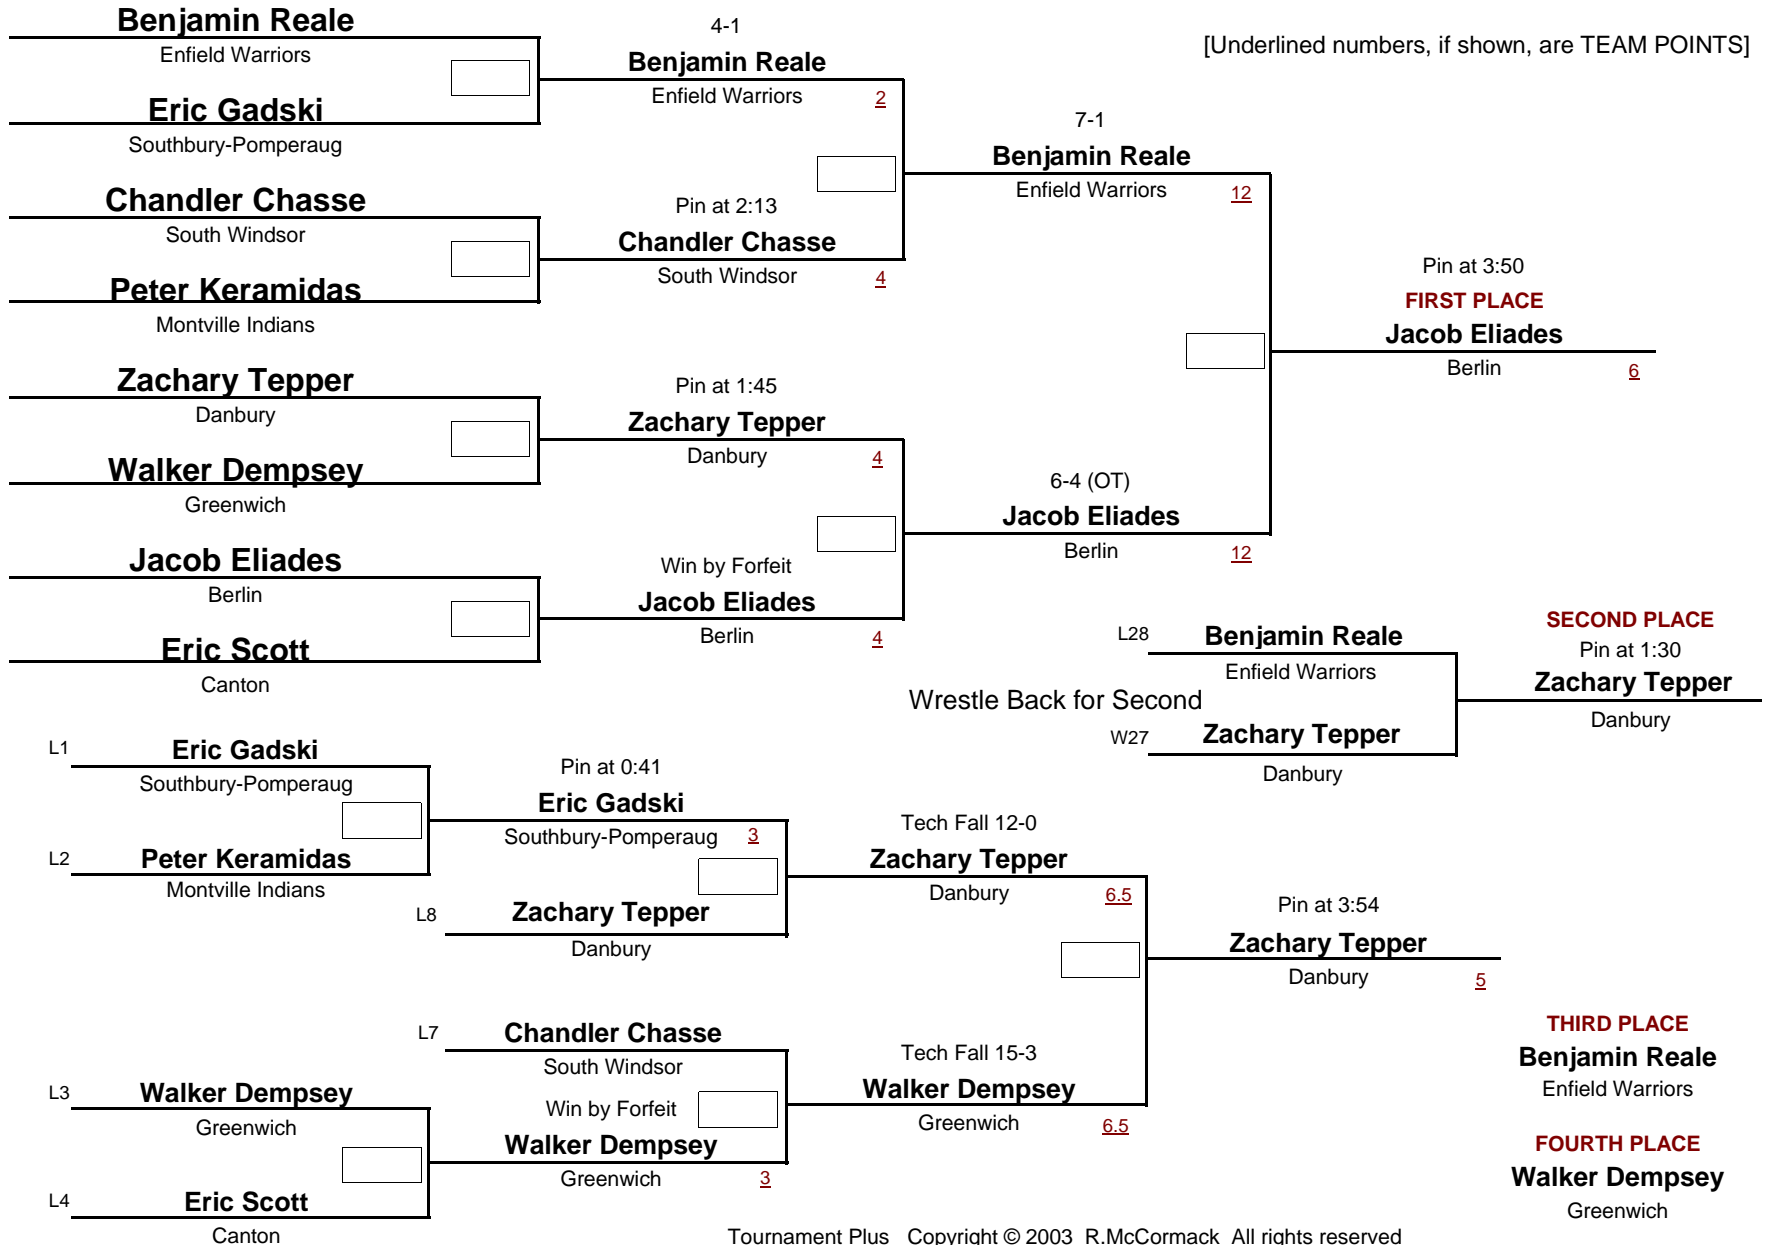 Benjamin Reale
Enfield Warriors
Eric Gadski
Southbury-Pomperaug
Chandler Chasse
South Windsor
Peter Keramidas
Montville Indians
Zachary Tepper
Danbury
Walker Dempsey
Greenwich
Jacob Eliades
Berlin
Eric Scott
Canton
4-1
Benjamin Reale
Enfield Warriors 2
Pin at 2:13
Chandler Chasse
South Windsor 4
Pin at 1:45
Zachary Tepper
Danbury 4
Win by Forfeit
Jacob Eliades
Berlin 4
[Underlined numbers, if shown, are TEAM POINTS]
7-1
Benjamin Reale
Enfield Warriors 12
6-4 (OT)
Jacob Eliades
Berlin 12
Pin at 3:50
FIRST PLACE
Jacob Eliades
Berlin 6
L28 Benjamin Reale
Enfield Warriors
Wrestle Back for Second
W27 Zachary Tepper
Danbury
SECOND PLACE
Pin at 1:30
Zachary Tepper
Danbury
L1 Eric Gadski
Southbury-Pomperaug
L2 Peter Keramidas
Montville Indians
Pin at 0:41
Eric Gadski
Southbury-Pomperaug 3
L8 Zachary Tepper
Danbury
L7 Chandler Chasse
South Windsor
L3 Walker Dempsey
Greenwich
L4 Eric Scott
Canton
Win by Forfeit
Walker Dempsey
Greenwich 3
Tech Fall 12-0
Zachary Tepper
Danbury 6.5
Tech Fall 15-3
Walker Dempsey
Greenwich 6.5
Pin at 3:54
Zachary Tepper
Danbury 5
THIRD PLACE
Benjamin Reale
Enfield Warriors
FOURTH PLACE
Walker Dempsey
Greenwich
Tournament Plus Copyright © 2003 R.McCormack All rights reserved